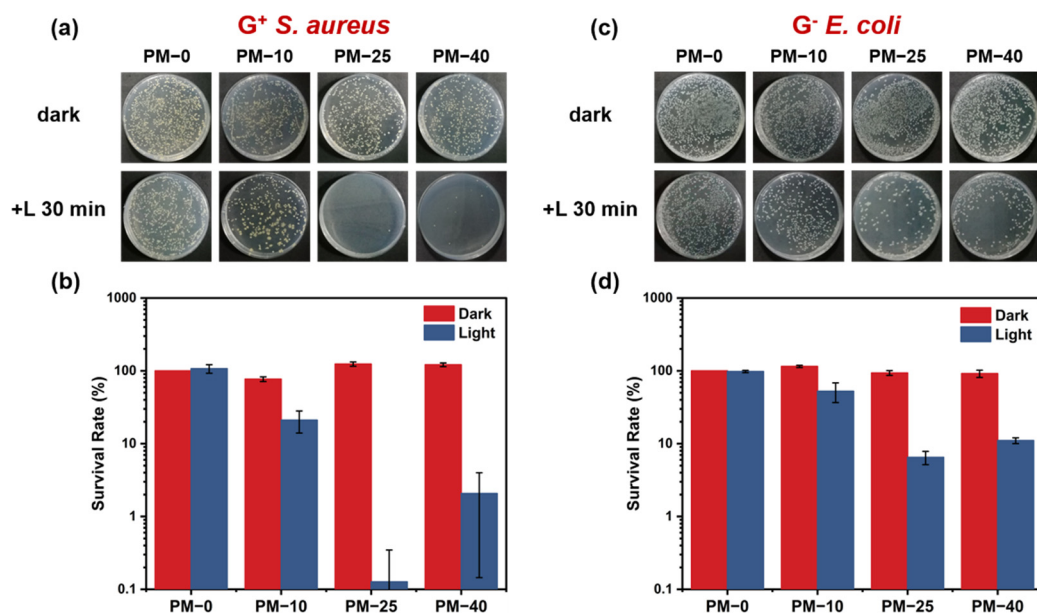 (a)
G⁺ S. aureus
PM−0 PM−10 PM−25 PM−40
dark
+L 30 min
(b)
1000
100
10
1
0.1
Survival Rate (%)
Dark
Light
PM−0 PM−10 PM−25 PM−40
(c)
G⁻ E. coli
PM−0 PM−10 PM−25 PM−40
dark
+L 30 min
(d)
1000
100
10
1
0.1
Survival Rate (%)
Dark
Light
PM−0 PM−10 PM−25 PM−40